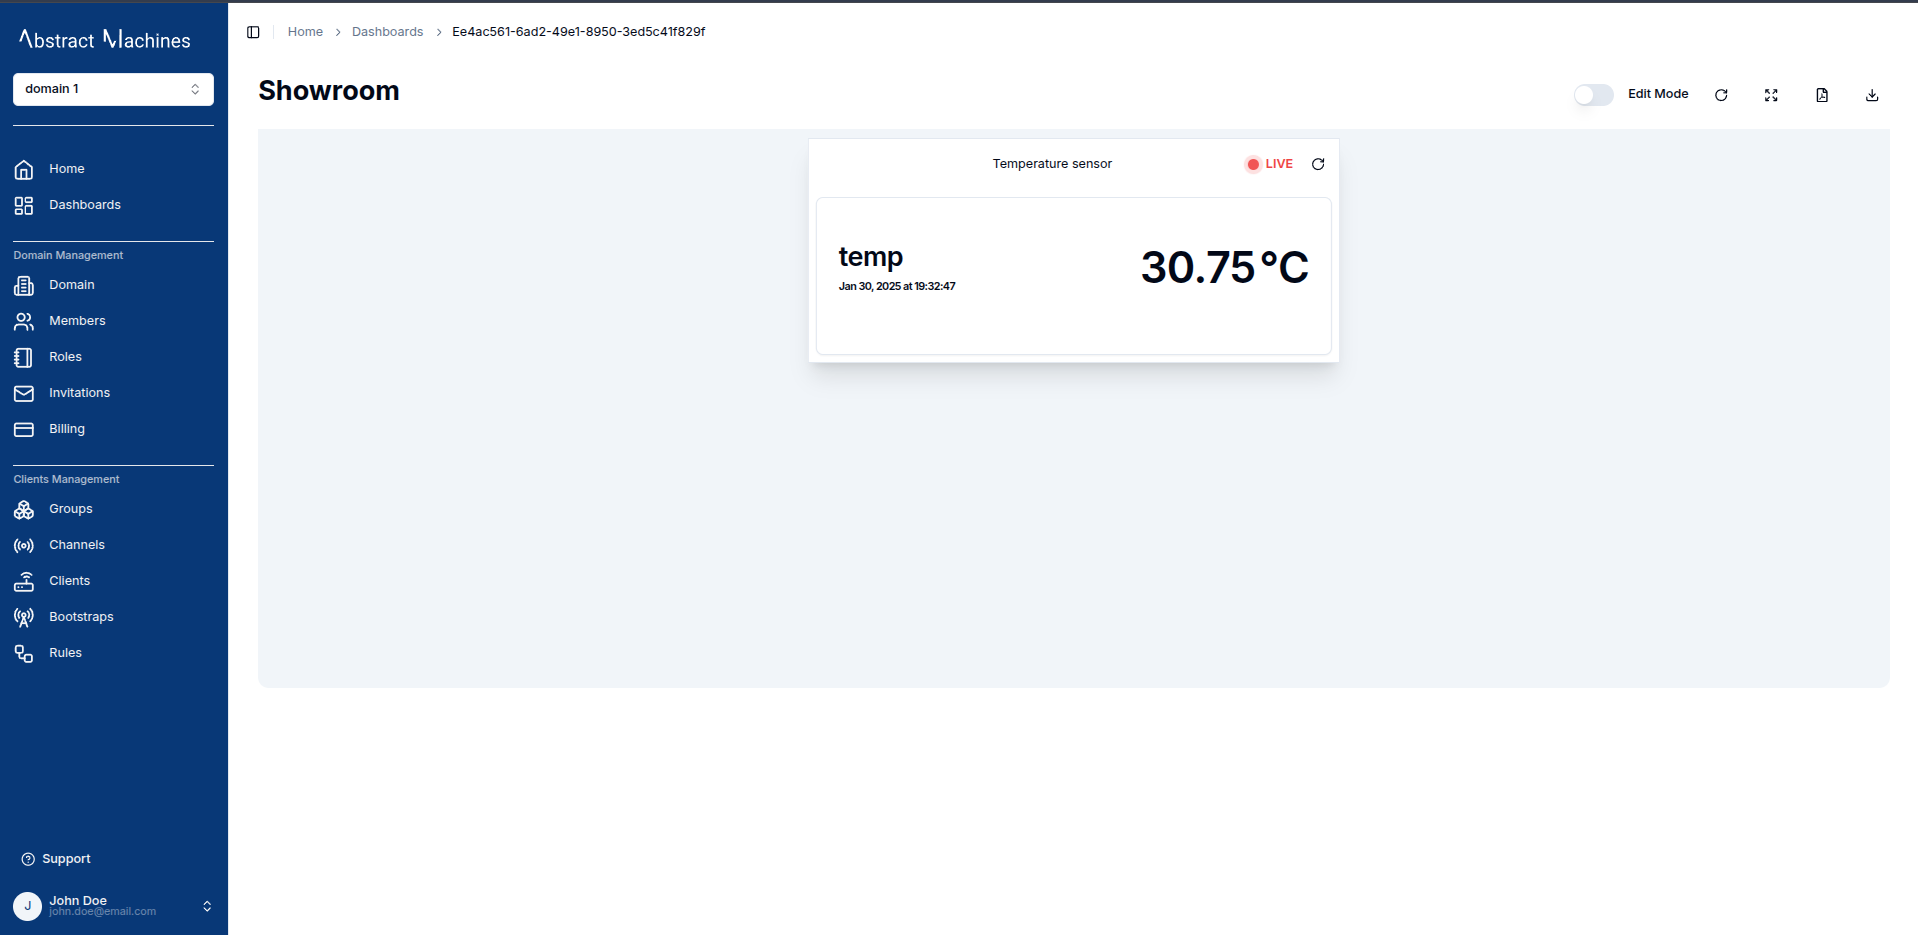 Abstract Machines
domain 1
Home
Dashboards
Domain Management
Domain
Members
Roles
Invitations
Billing
Clients Management
Groups
Channels
Clients
Bootstraps
Rules
Support
J
John Doe
john.doe@email.com
Home > Dashboards > Ee4ac561-6ad2-49e1-8950-3ed5c41f829f
Showroom
Edit Mode
Temperature sensor
LIVE
temp
30.75 °C
Jan 30, 2025 at 19:32:47